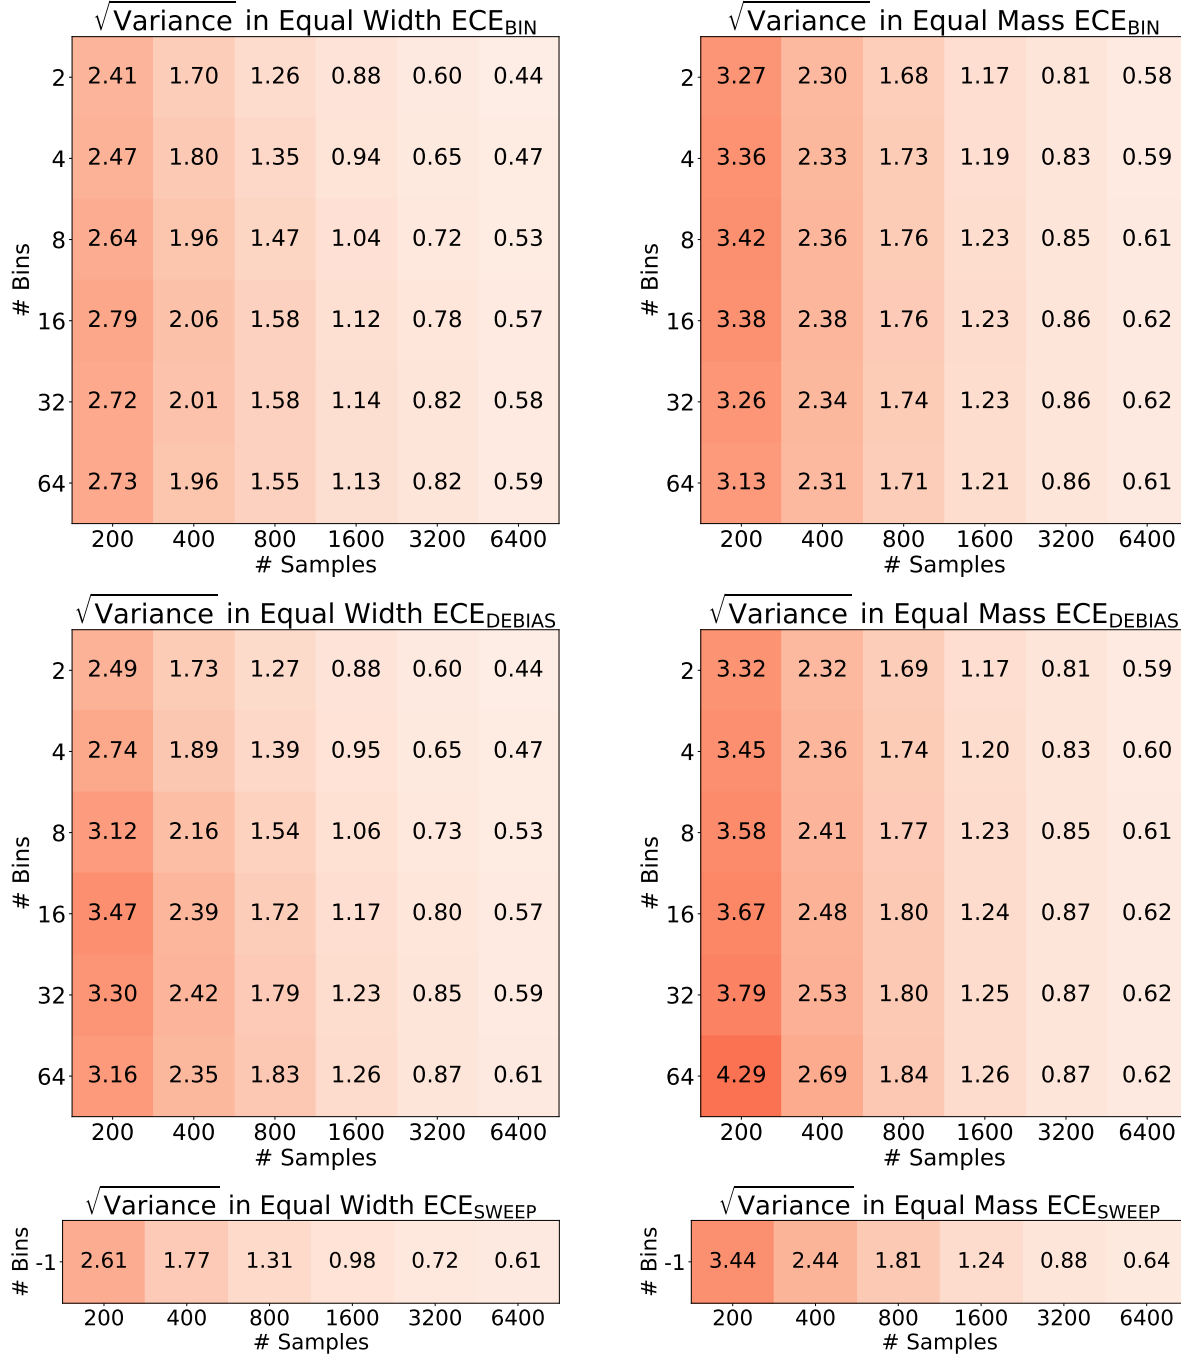 √Variance in Equal Width ECE_BIN
# Bins
2 2.41 1.70 1.26 0.88 0.60 0.44
4 2.47 1.80 1.35 0.94 0.65 0.47
8 2.64 1.96 1.47 1.04 0.72 0.53
16 2.79 2.06 1.58 1.12 0.78 0.57
32 2.72 2.01 1.58 1.14 0.82 0.58
64 2.73 1.96 1.55 1.13 0.82 0.59
200 400 800 1600 3200 6400
# Samples
√Variance in Equal Mass ECE_BIN
# Bins
2 3.27 2.30 1.68 1.17 0.81 0.58
4 3.36 2.33 1.73 1.19 0.83 0.59
8 3.42 2.36 1.76 1.23 0.85 0.61
16 3.38 2.38 1.76 1.23 0.86 0.62
32 3.26 2.34 1.74 1.23 0.86 0.62
64 3.13 2.31 1.71 1.21 0.86 0.61
200 400 800 1600 3200 6400
# Samples
√Variance in Equal Width ECE_DEBIAS
# Bins
2 2.49 1.73 1.27 0.88 0.60 0.44
4 2.74 1.89 1.39 0.95 0.65 0.47
8 3.12 2.16 1.54 1.06 0.73 0.53
16 3.47 2.39 1.72 1.17 0.80 0.57
32 3.30 2.42 1.79 1.23 0.85 0.59
64 3.16 2.35 1.83 1.26 0.87 0.61
200 400 800 1600 3200 6400
# Samples
√Variance in Equal Mass ECE_DEBIAS
# Bins
2 3.32 2.32 1.69 1.17 0.81 0.59
4 3.45 2.36 1.74 1.20 0.83 0.60
8 3.58 2.41 1.77 1.23 0.85 0.61
16 3.67 2.48 1.80 1.24 0.87 0.62
32 3.79 2.53 1.80 1.25 0.87 0.62
64 4.29 2.69 1.84 1.26 0.87 0.62
200 400 800 1600 3200 6400
# Samples
√Variance in Equal Width ECE_SWEEP
# Bins
-1 2.61 1.77 1.31 0.98 0.72 0.61
200 400 800 1600 3200 6400
# Samples
√Variance in Equal Mass ECE_SWEEP
# Bins
-1 3.44 2.44 1.81 1.24 0.88 0.64
200 400 800 1600 3200 6400
# Samples